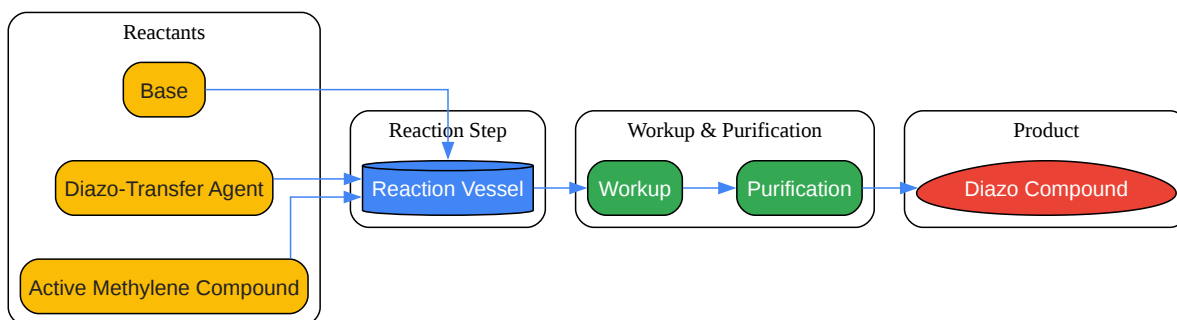 Reactants
Base
Diazo-Transfer Agent
Active Methylene Compound
Reaction Step
Reaction Vessel
Workup & Purification
Workup
Purification
Product
Diazo Compound